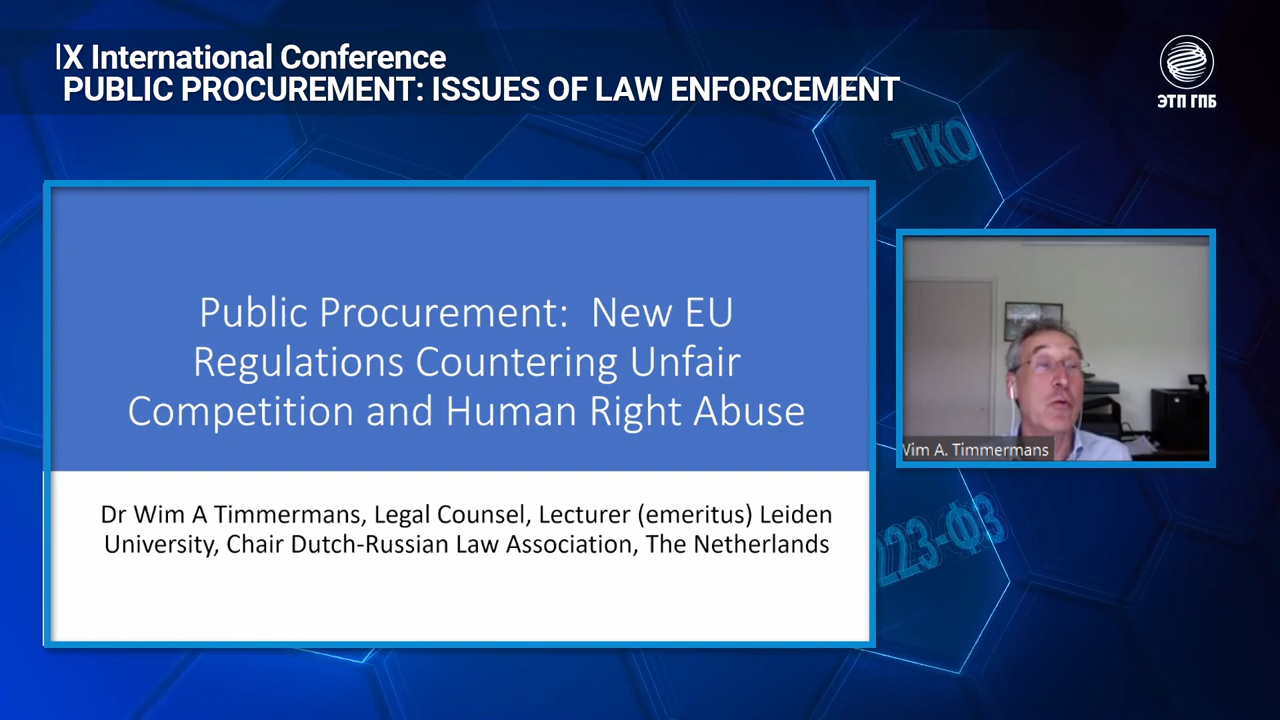 IX International Conference
PUBLIC PROCUREMENT: ISSUES OF LAW ENFORCEMENT
ЭТП ГПБ
ТКО
Public Procurement: New EU
Regulations Countering Unfair
Competition and Human Right Abuse
Wim A. Timmermans
Dr Wim A Timmermans, Legal Counsel, Lecturer (emeritus) Leiden
University, Chair Dutch-Russian Law Association, The Netherlands
223-ФЗ